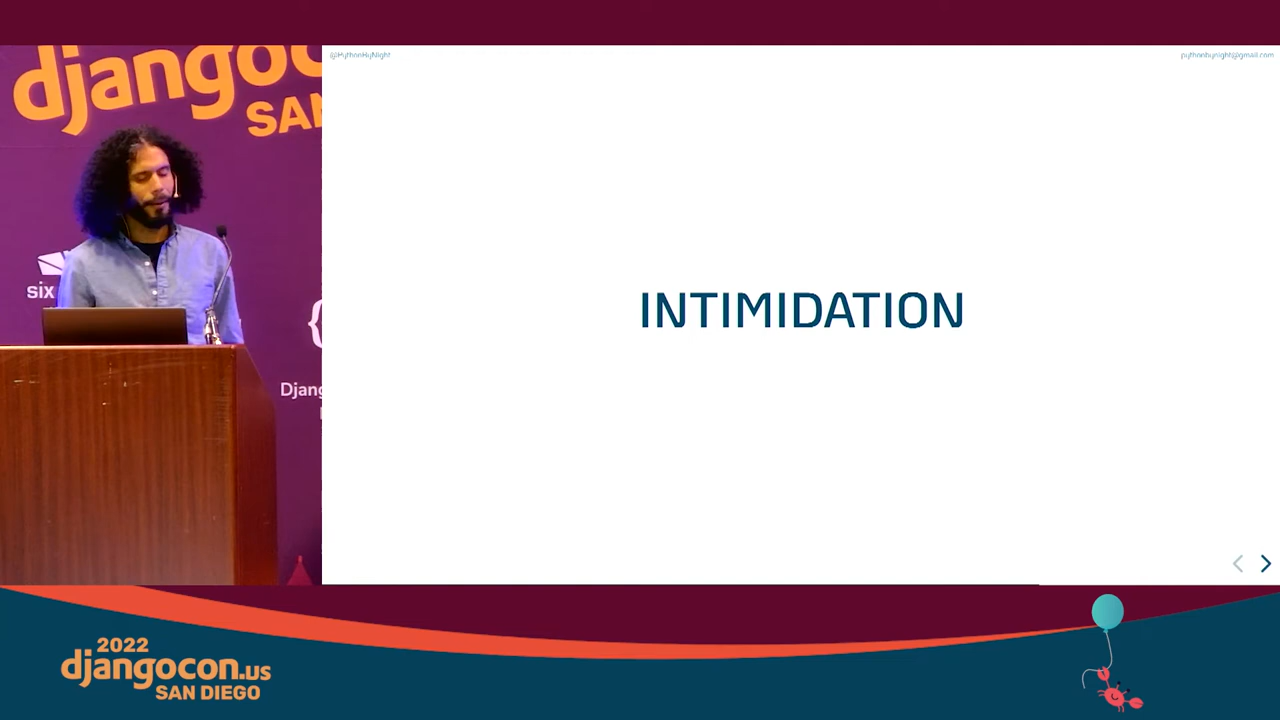 djangoc
SAN
six
{
Djang
@PythonByNight
pythonbynight@gmail.com
INTIMIDATION
2022
djangocon.us
SAN DIEGO